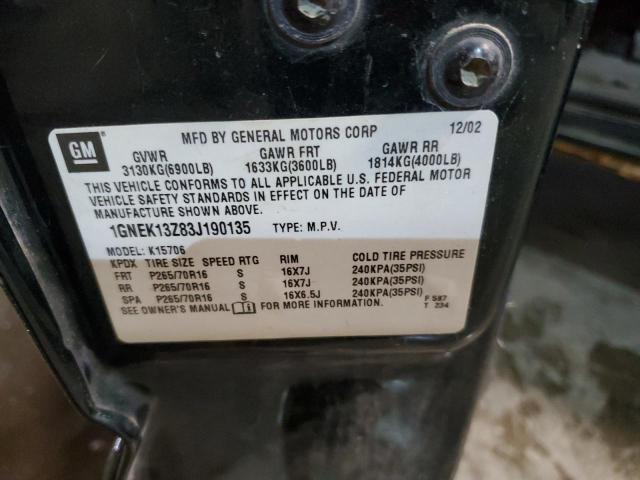 GM
MFD BY GENERAL MOTORS CORP 12/02
GVWR GAWR FRT GAWR RR
3130KG(6900LB) 1633KG(3600LB) 1814KG(4000LB)
THIS VEHICLE CONFORMS TO ALL APPLICABLE U.S. FEDERAL MOTOR
VEHICLE SAFETY STANDARDS IN EFFECT ON THE DATE OF
MANUFACTURE SHOWN ABOVE.
1GNEK13Z83J190135 TYPE: M.P.V.
MODEL: K15706
KPDX TIRE SIZE SPEED RTG RIM COLD TIRE PRESSURE
FRT P265/70R16 S 16X7J 240KPA(35PSI)
RR P265/70R16 S 16X7J 240KPA(35PSI)
SPA P265/70R16 S 16X6.5J 240KPA(35PSI) F 587
SEE OWNER'S MANUAL FOR MORE INFORMATION. T 234